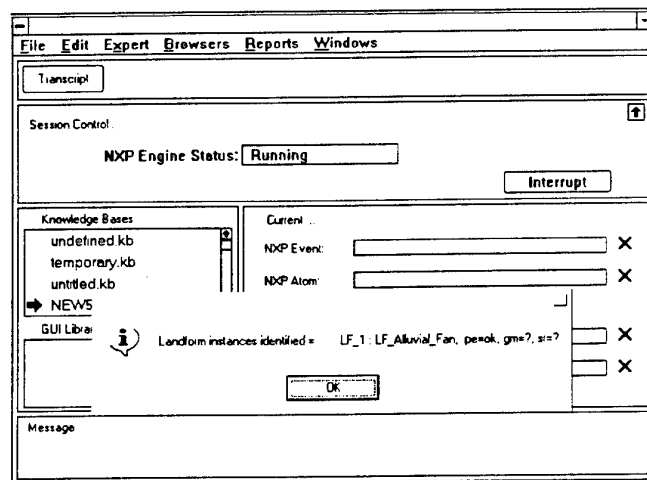 File Edit Expert Browsers Reports Windows
Transcript
Session Control..
NXP Engine Status: Running
Interrupt
Knowledge Bases
undefined.kb
temporary.kb
untitled.kb
NEW5
GUI Librar
Current ..
NXP Event:
NXP Atom:
Landform instances identified = LF_1 : LF_Alluvial_Fan, pe=ok, gm=?, sr=?
OK
Message